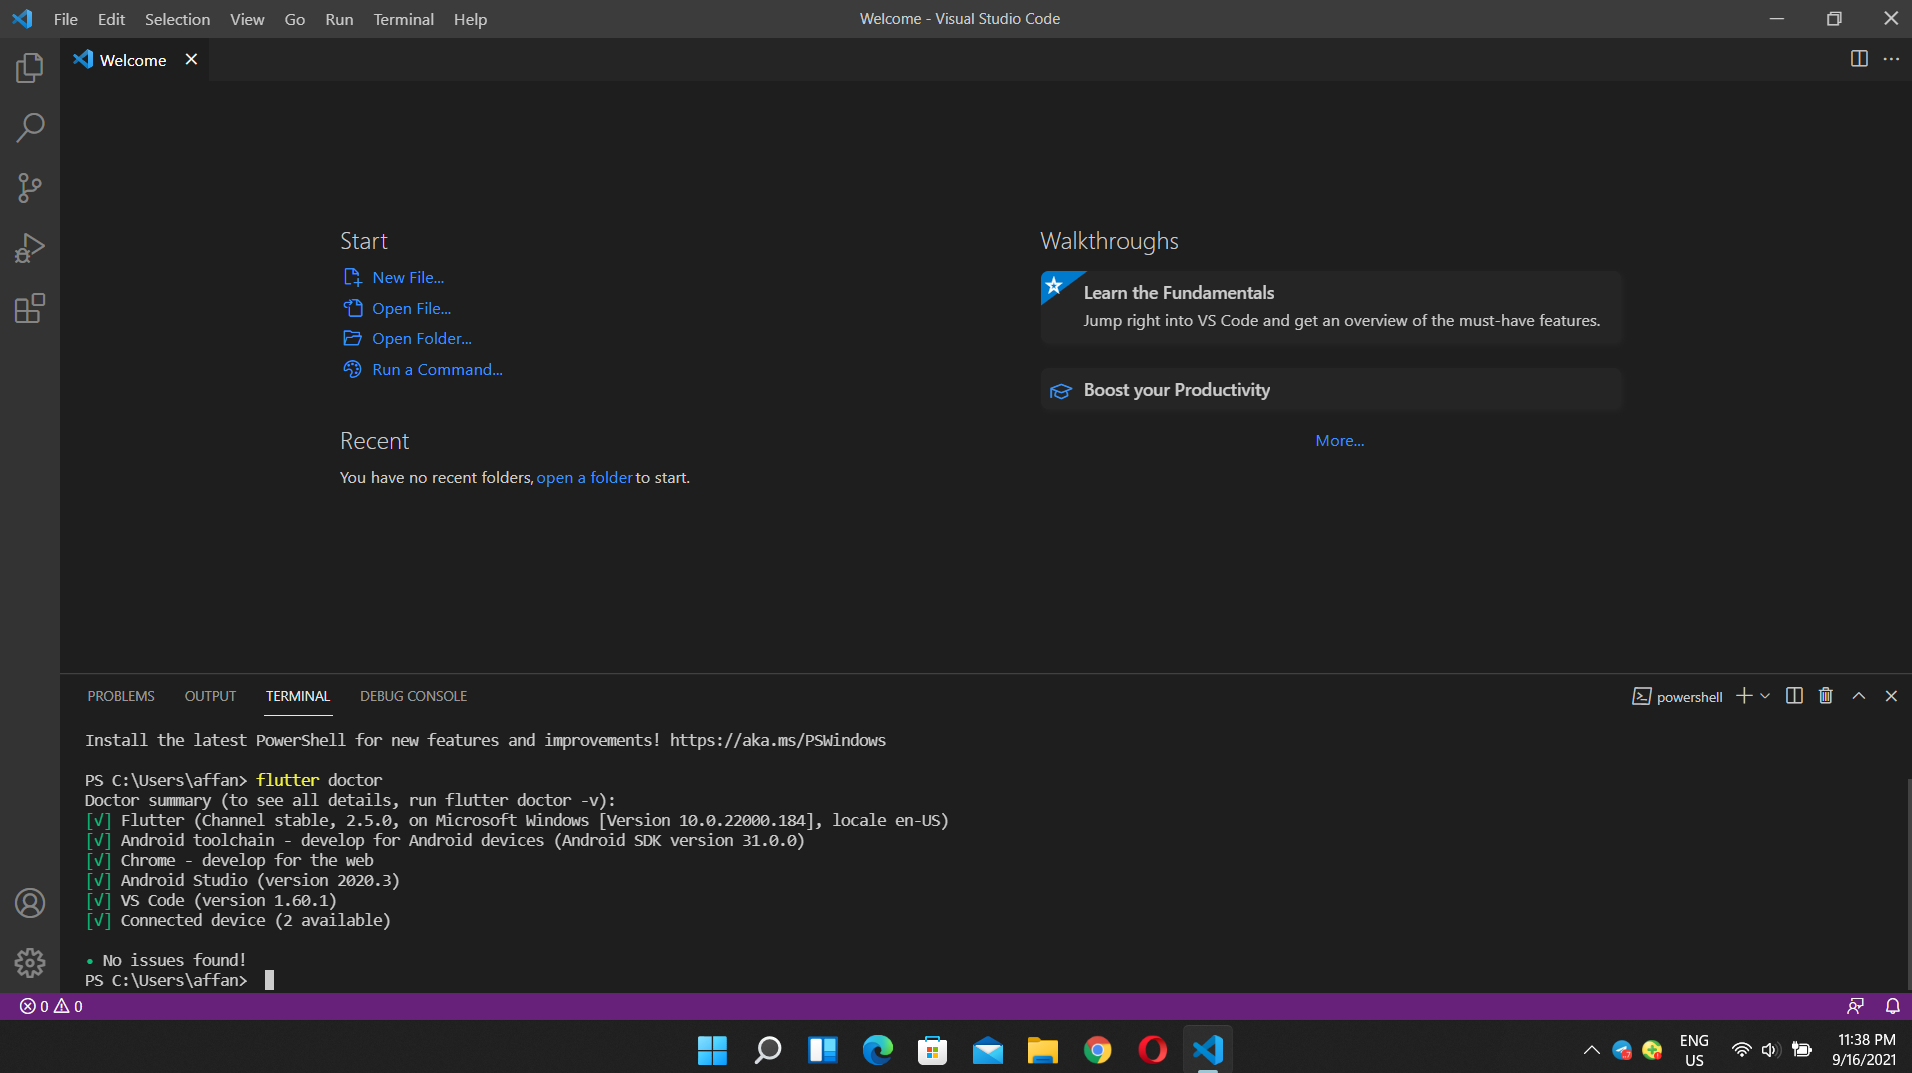 File Edit Selection View Go Run Terminal Help
Welcome - Visual Studio Code
Welcome
Start
New File...
Open File...
Open Folder...
Run a Command...
Recent
You have no recent folders, open a folder to start.
Walkthroughs
Learn the Fundamentals
Jump right into VS Code and get an overview of the must-have features.
Boost your Productivity
More...
PROBLEMS OUTPUT TERMINAL DEBUG CONSOLE
powershell
Install the latest PowerShell for new features and improvements! https://aka.ms/PSWindows
PS C:\Users\affan> flutter doctor
Doctor summary (to see all details, run flutter doctor -v):
[√] Flutter (Channel stable, 2.5.0, on Microsoft Windows [Version 10.0.22000.184], locale en-US)
[√] Android toolchain - develop for Android devices (Android SDK version 31.0.0)
[√] Chrome - develop for the web
[√] Android Studio (version 2020.3)
[√] VS Code (version 1.60.1)
[√] Connected device (2 available)
• No issues found!
PS C:\Users\affan>
0 0
ENG
US
11:38 PM
9/16/2021